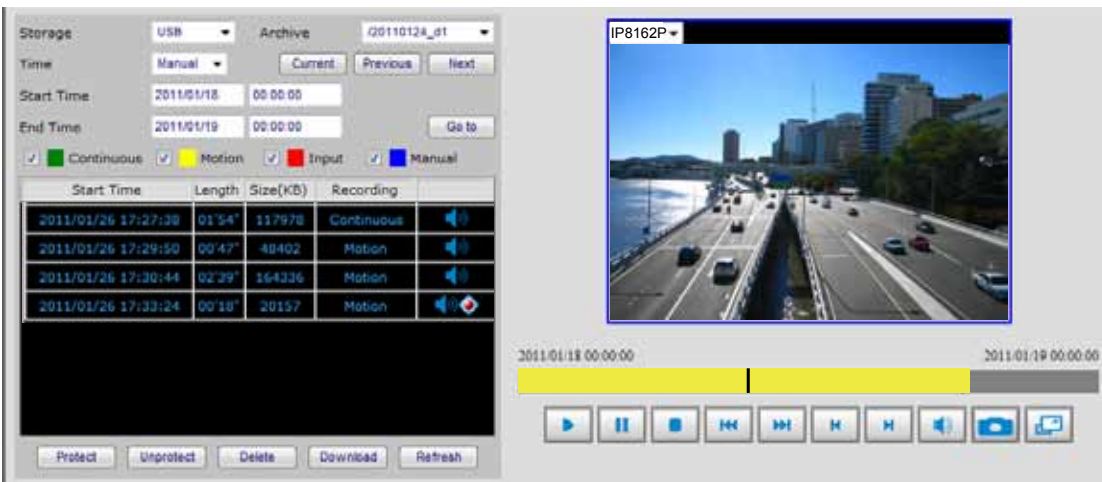 Storage USB Archive /20110124_d1
Time Manual Current Previous Next
Start Time 2011/01/18 00:00:00
End Time 2011/01/19 00:00:00 Go to
Continuous Motion Input Manual
Start Time Length Size(KB) Recording
2011/01/26 17:27:38 01'54" 117978 Continuous
2011/01/26 17:29:50 00'47" 48402 Motion
2011/01/26 17:30:44 02'39" 164336 Motion
2011/01/26 17:33:24 00'18" 20157 Motion
Protect Unprotect Delete Download Refresh
IP8162P
2011/01/18 00:00:00 2011/01/19 00:00:00